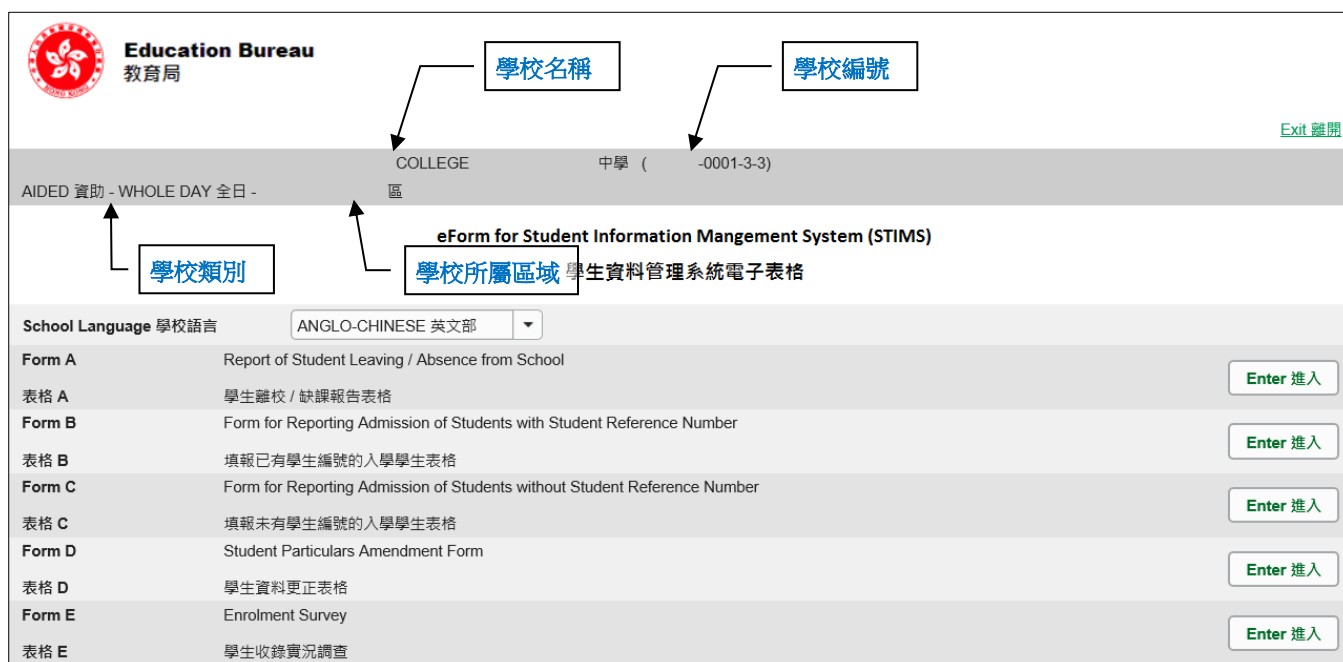 Education Bureau
教育局
HONG KONG
學校名稱
學校編號
Exit 離開
COLLEGE 中學 ( -0001-3-3)
AIDED 資助 - WHOLE DAY 全日 - 區
eForm for Student Information Mangement System (STIMS)
學校類別
學校所屬區域
學生資料管理系統電子表格
School Language 學校語言 ANGLO-CHINESE 英文部
Form A Report of Student Leaving / Absence from School
Enter 進入
表格 A 學生離校 / 缺課報告表格
Form B Form for Reporting Admission of Students with Student Reference Number
Enter 進入
表格 B 填報已有學生編號的入學學生表格
Form C Form for Reporting Admission of Students without Student Reference Number
Enter 進入
表格 C 填報未有學生編號的入學學生表格
Form D Student Particulars Amendment Form
Enter 進入
表格 D 學生資料更正表格
Form E Enrolment Survey
Enter 進入
表格 E 學生收錄實況調查